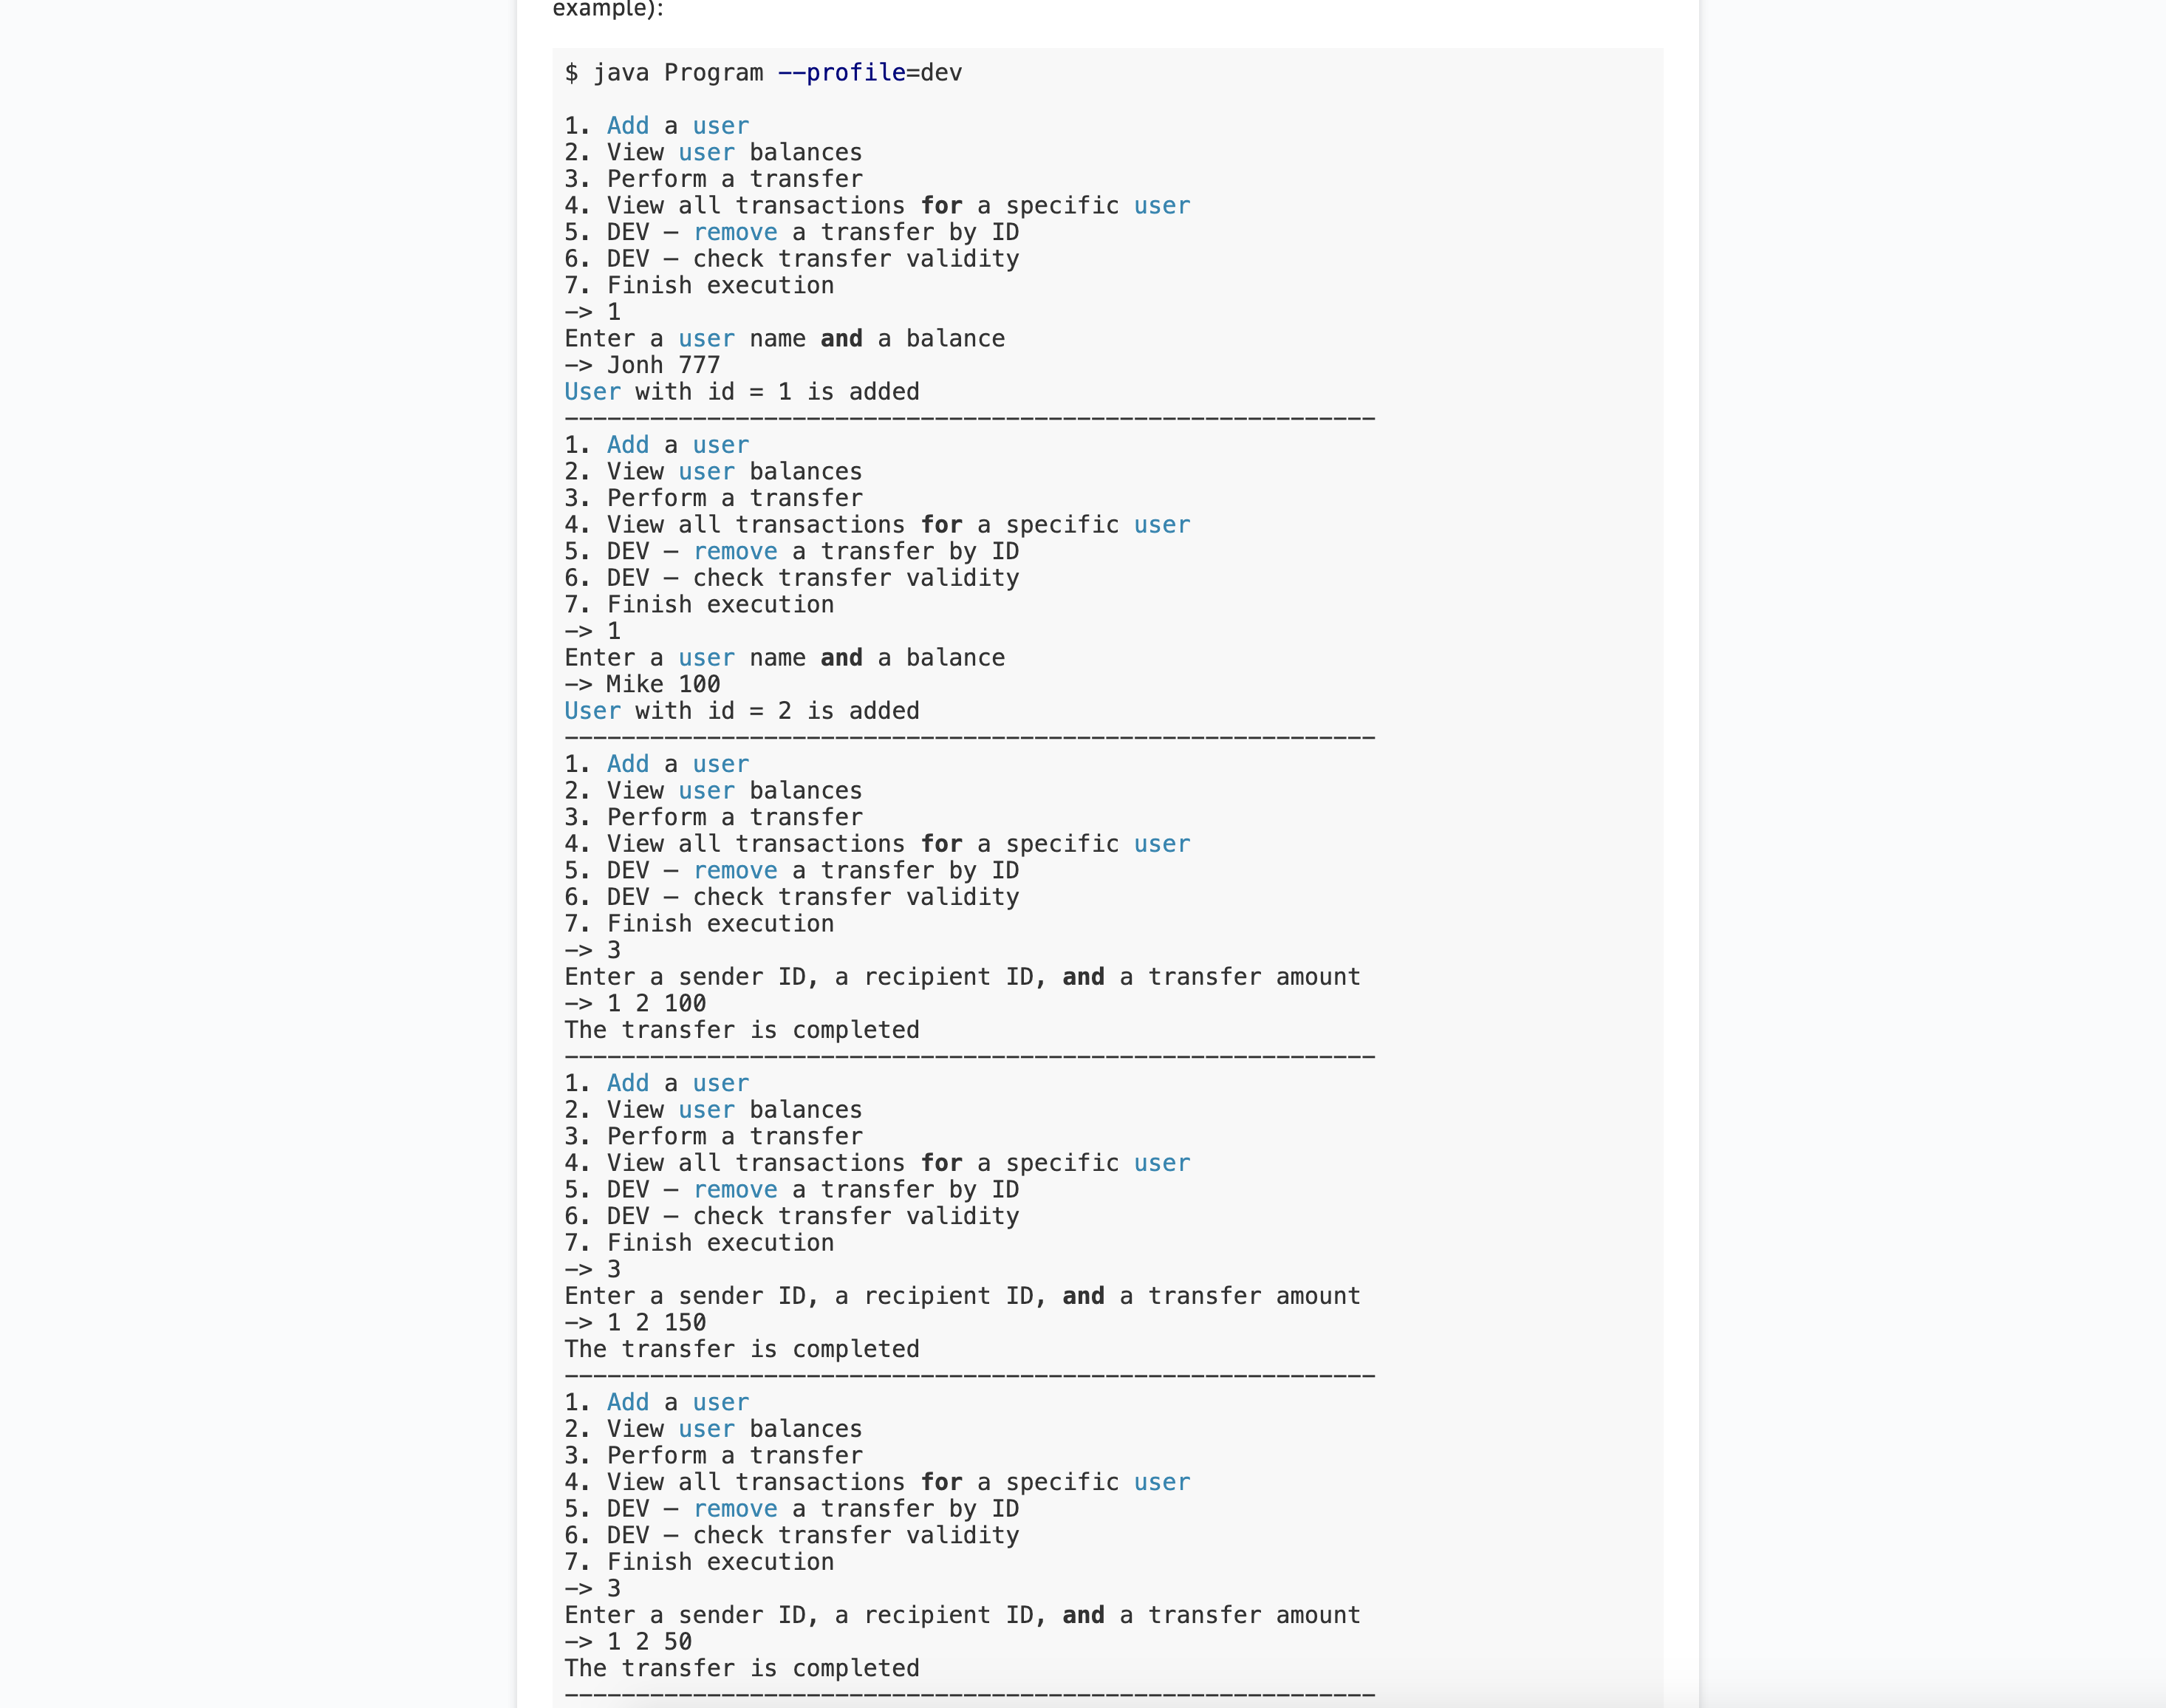 example):
$ java Program --profile=dev
1. Add a user
2. View user balances
3. Perform a transfer
4. View all transactions for a specific user
5. DEV – remove a transfer by ID
6. DEV – check transfer validity
7. Finish execution
-> 1
Enter a user name and a balance
-> Jonh 777
User with id = 1 is added
---------------------------------------------------------
1. Add a user
2. View user balances
3. Perform a transfer
4. View all transactions for a specific user
5. DEV – remove a transfer by ID
6. DEV – check transfer validity
7. Finish execution
-> 1
Enter a user name and a balance
-> Mike 100
User with id = 2 is added
---------------------------------------------------------
1. Add a user
2. View user balances
3. Perform a transfer
4. View all transactions for a specific user
5. DEV – remove a transfer by ID
6. DEV – check transfer validity
7. Finish execution
-> 3
Enter a sender ID, a recipient ID, and a transfer amount
-> 1 2 100
The transfer is completed
---------------------------------------------------------
1. Add a user
2. View user balances
3. Perform a transfer
4. View all transactions for a specific user
5. DEV – remove a transfer by ID
6. DEV – check transfer validity
7. Finish execution
-> 3
Enter a sender ID, a recipient ID, and a transfer amount
-> 1 2 150
The transfer is completed
---------------------------------------------------------
1. Add a user
2. View user balances
3. Perform a transfer
4. View all transactions for a specific user
5. DEV – remove a transfer by ID
6. DEV – check transfer validity
7. Finish execution
-> 3
Enter a sender ID, a recipient ID, and a transfer amount
-> 1 2 50
The transfer is completed
---------------------------------------------------------